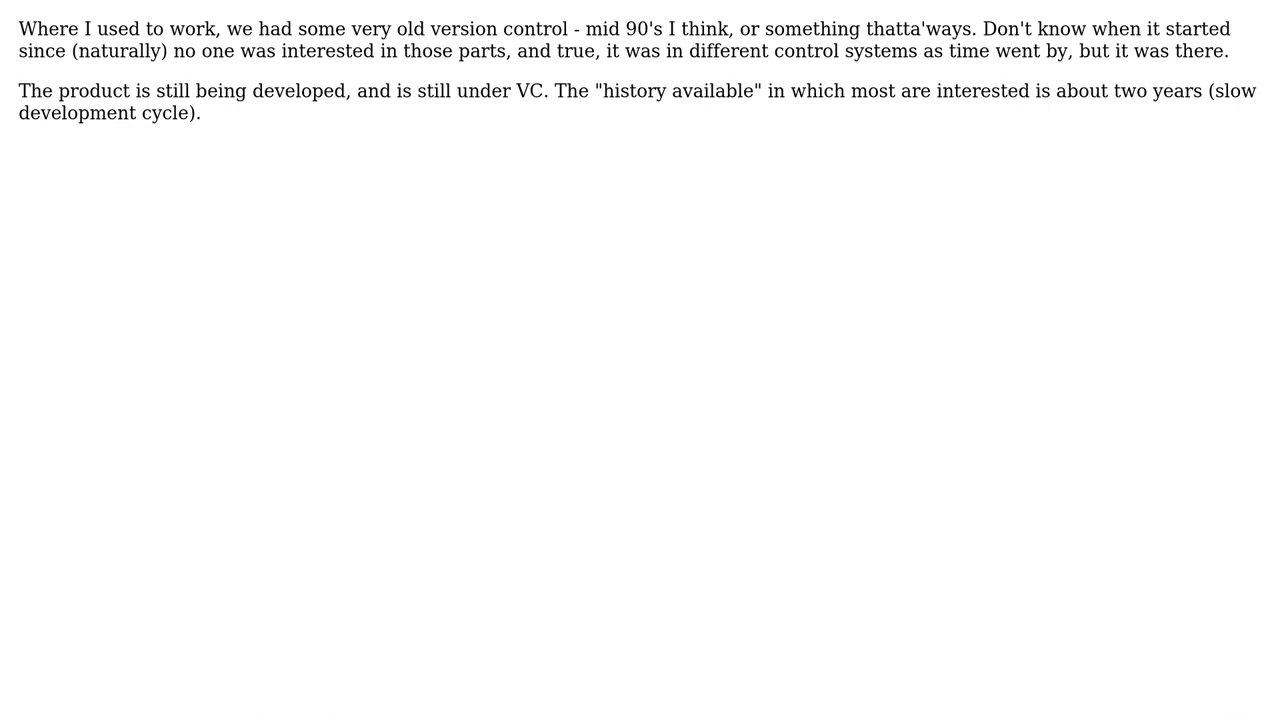 Where I used to work, we had some very old version control - mid 90's I think, or something thatta'ways. Don't know when it started
since (naturally) no one was interested in those parts, and true, it was in different control systems as time went by, but it was there.
The product is still being developed, and is still under VC. The "history available" in which most are interested is about two years (slow
development cycle).